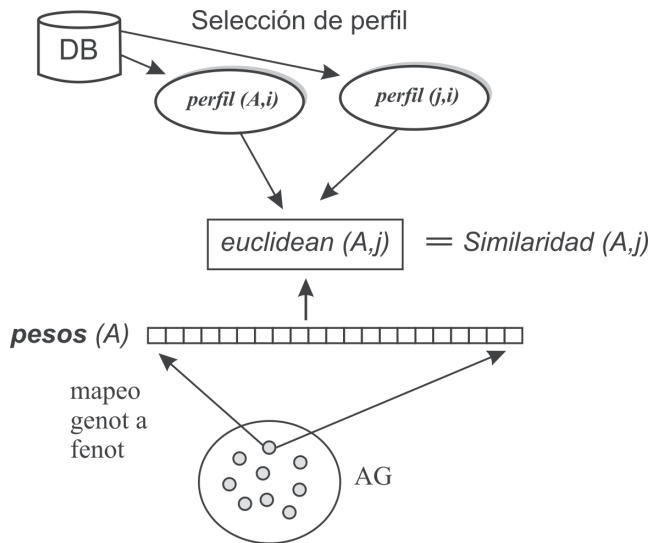 Selección de perfil
DB
perfil (A,i)
perfil (j,i)
euclidean (A,j) = Similaridad (A,j)
pesos (A)
mapeo
genot a
fenot
AG